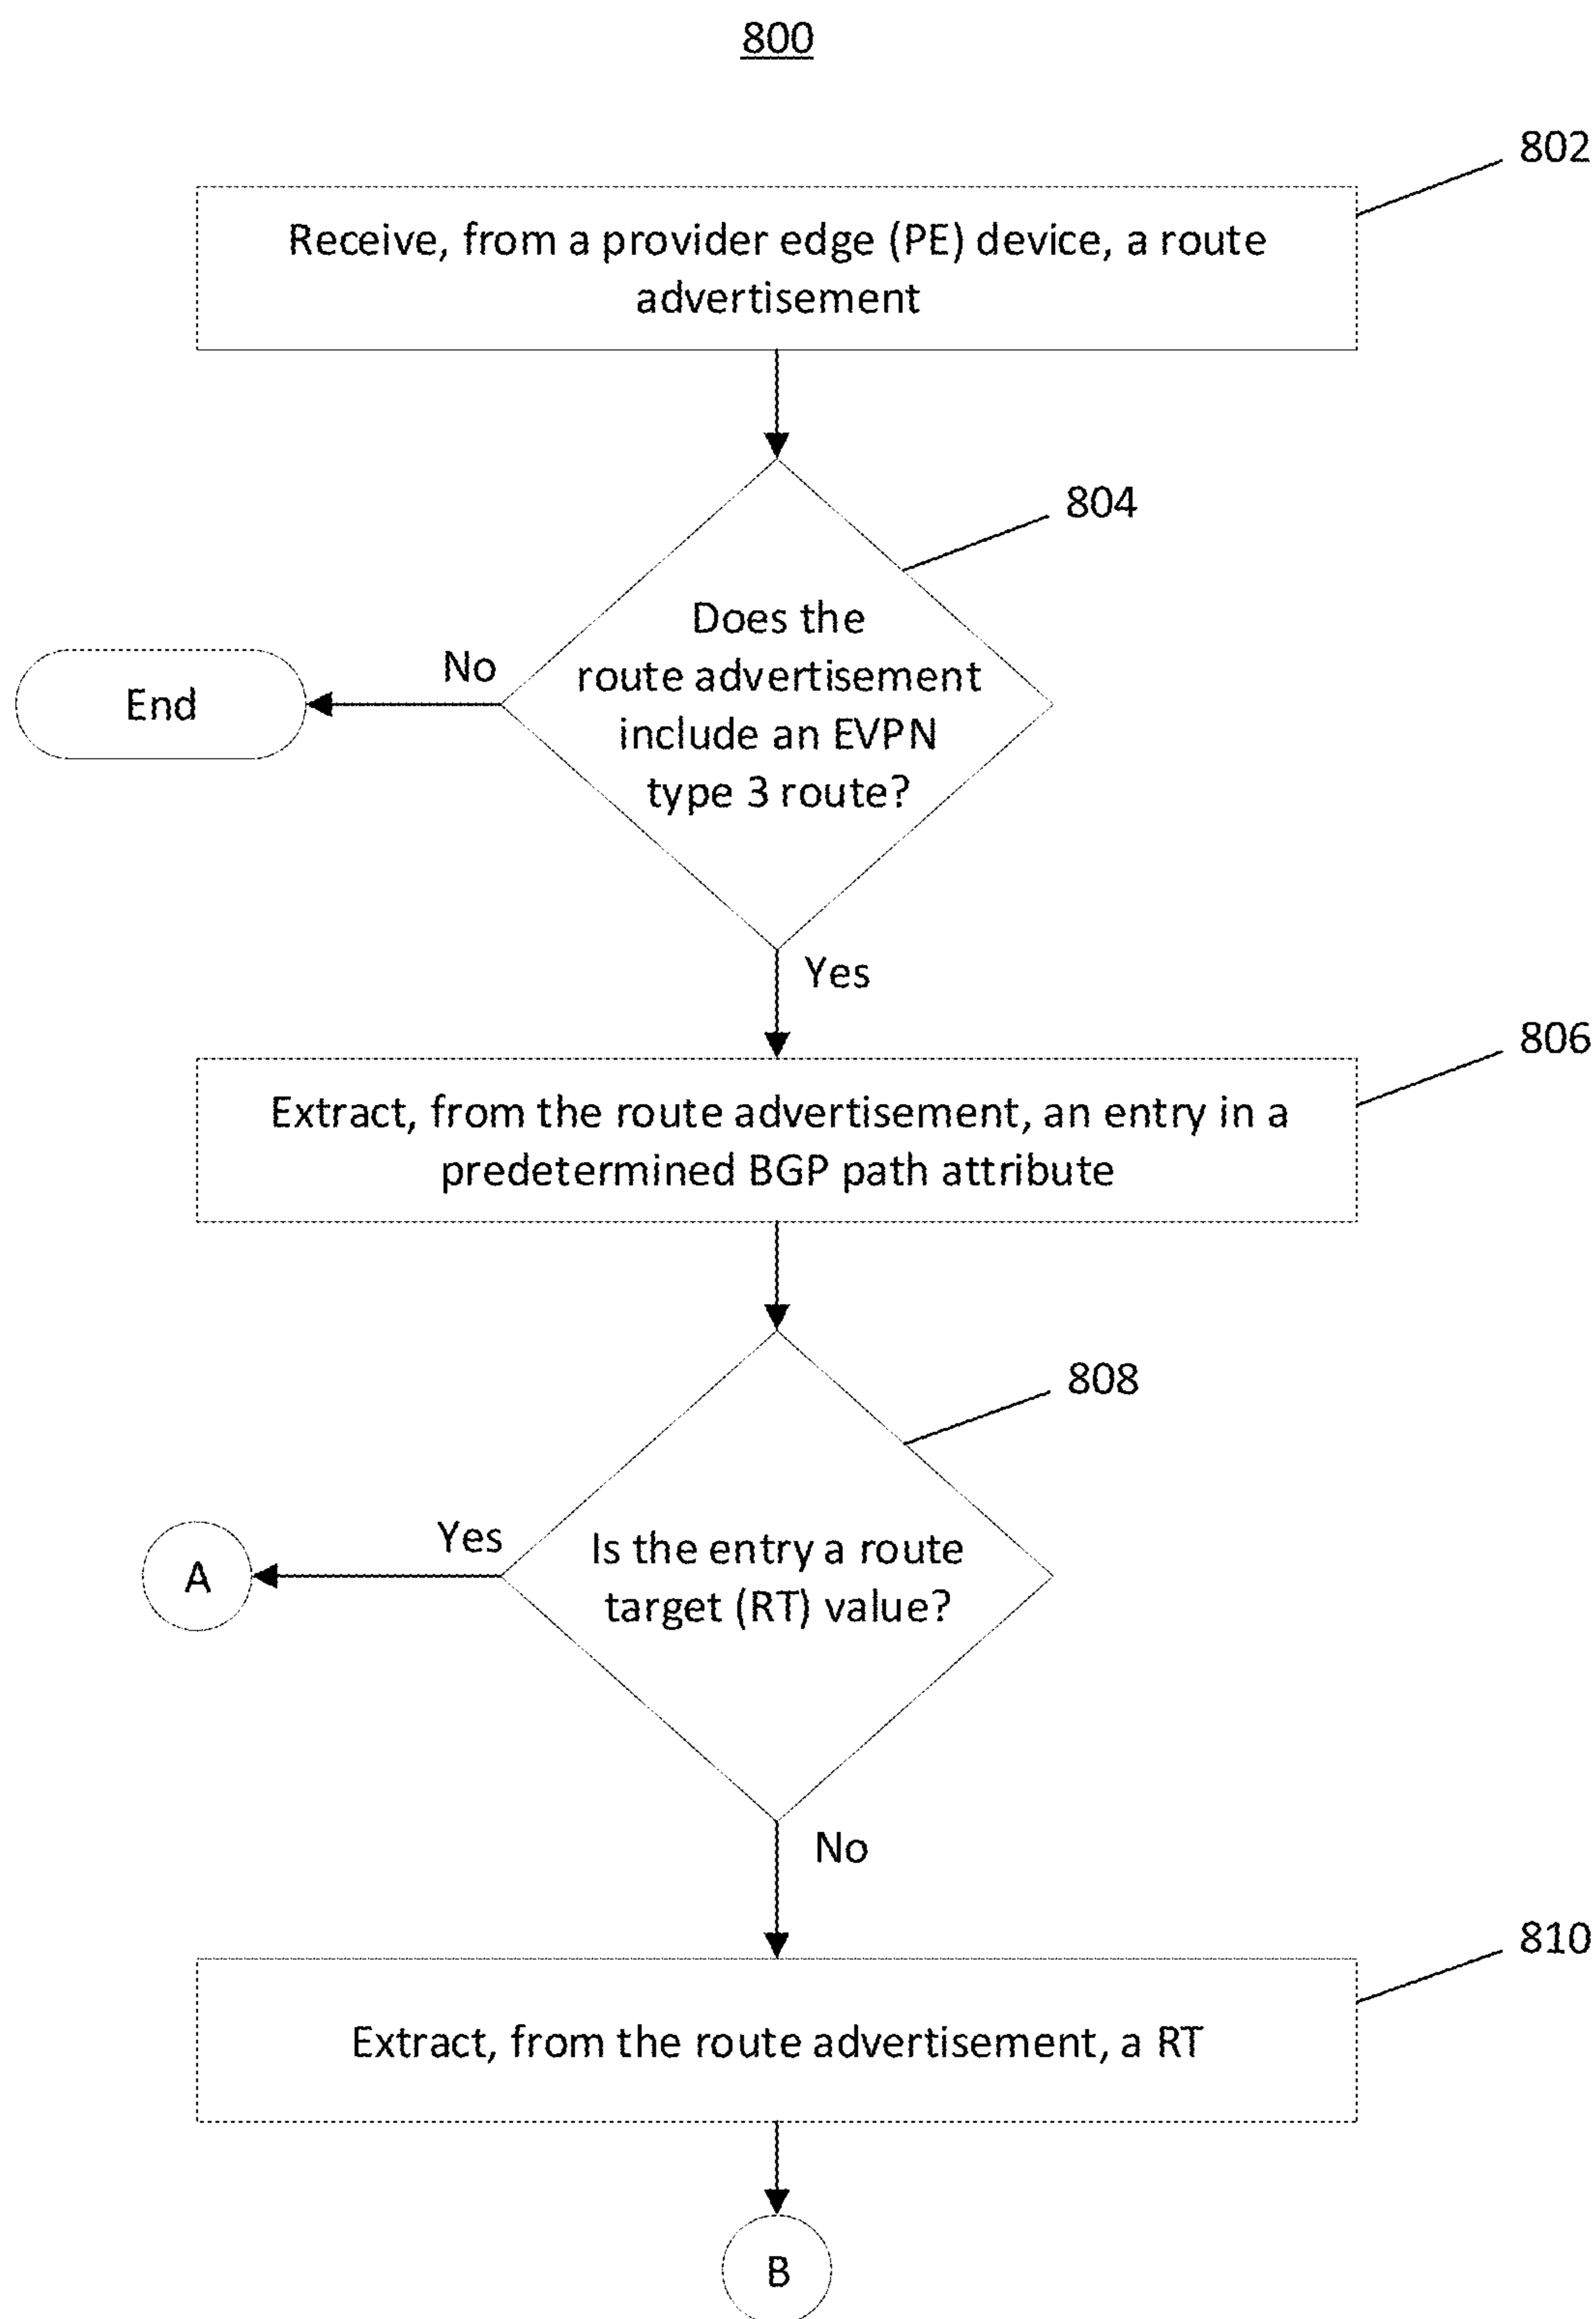 800
802
Receive, from a provider edge (PE) device, a route
advertisement
804
Does the
route advertisement
include an EVPN
type 3 route?
No
End
Yes
806
Extract, from the route advertisement, an entry in a
predetermined BGP path attribute
808
Yes
A
Is the entry a route
target (RT) value?
No
810
Extract, from the route advertisement, a RT
B